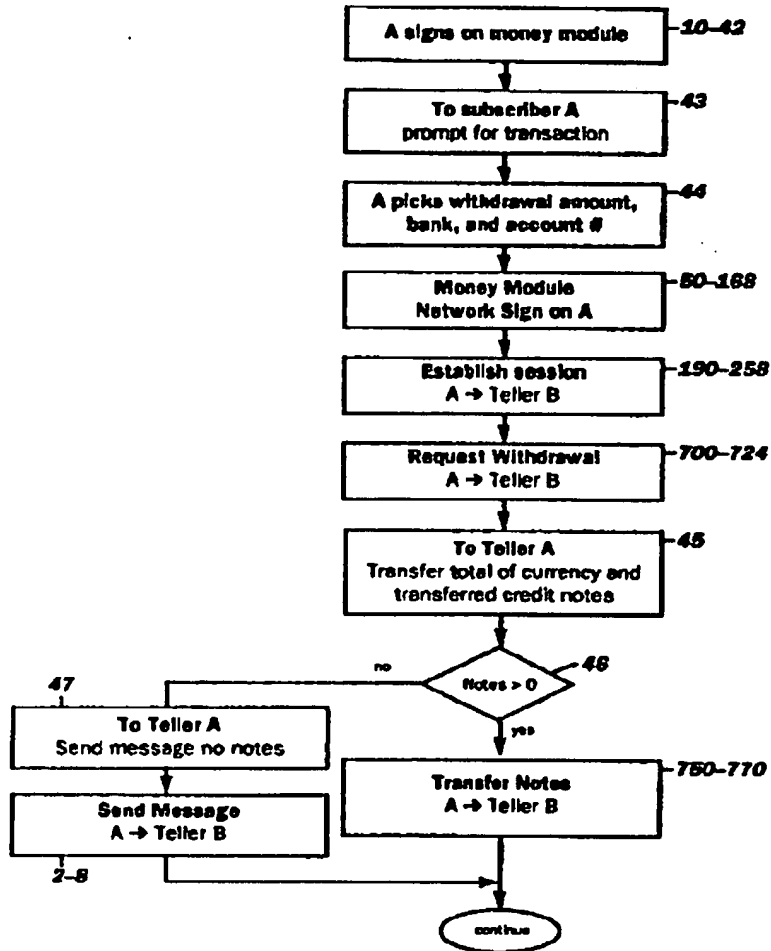 A signs on money module
10–42
To subscriber A
prompt for transaction
43
A picks withdrawal amount,
bank, and account #
44
Money Module
Network Sign on A
50–168
Establish session
A → Teller B
190–258
Request Withdrawal
A → Teller B
700–724
To Teller A
Transfer total of currency and
transferred credit notes
45
Notes > 0
46
no
yes
47
To Teller A
Send message no notes
Send Message
A → Teller B
2–8
Transfer Notes
A → Teller B
750–770
continue